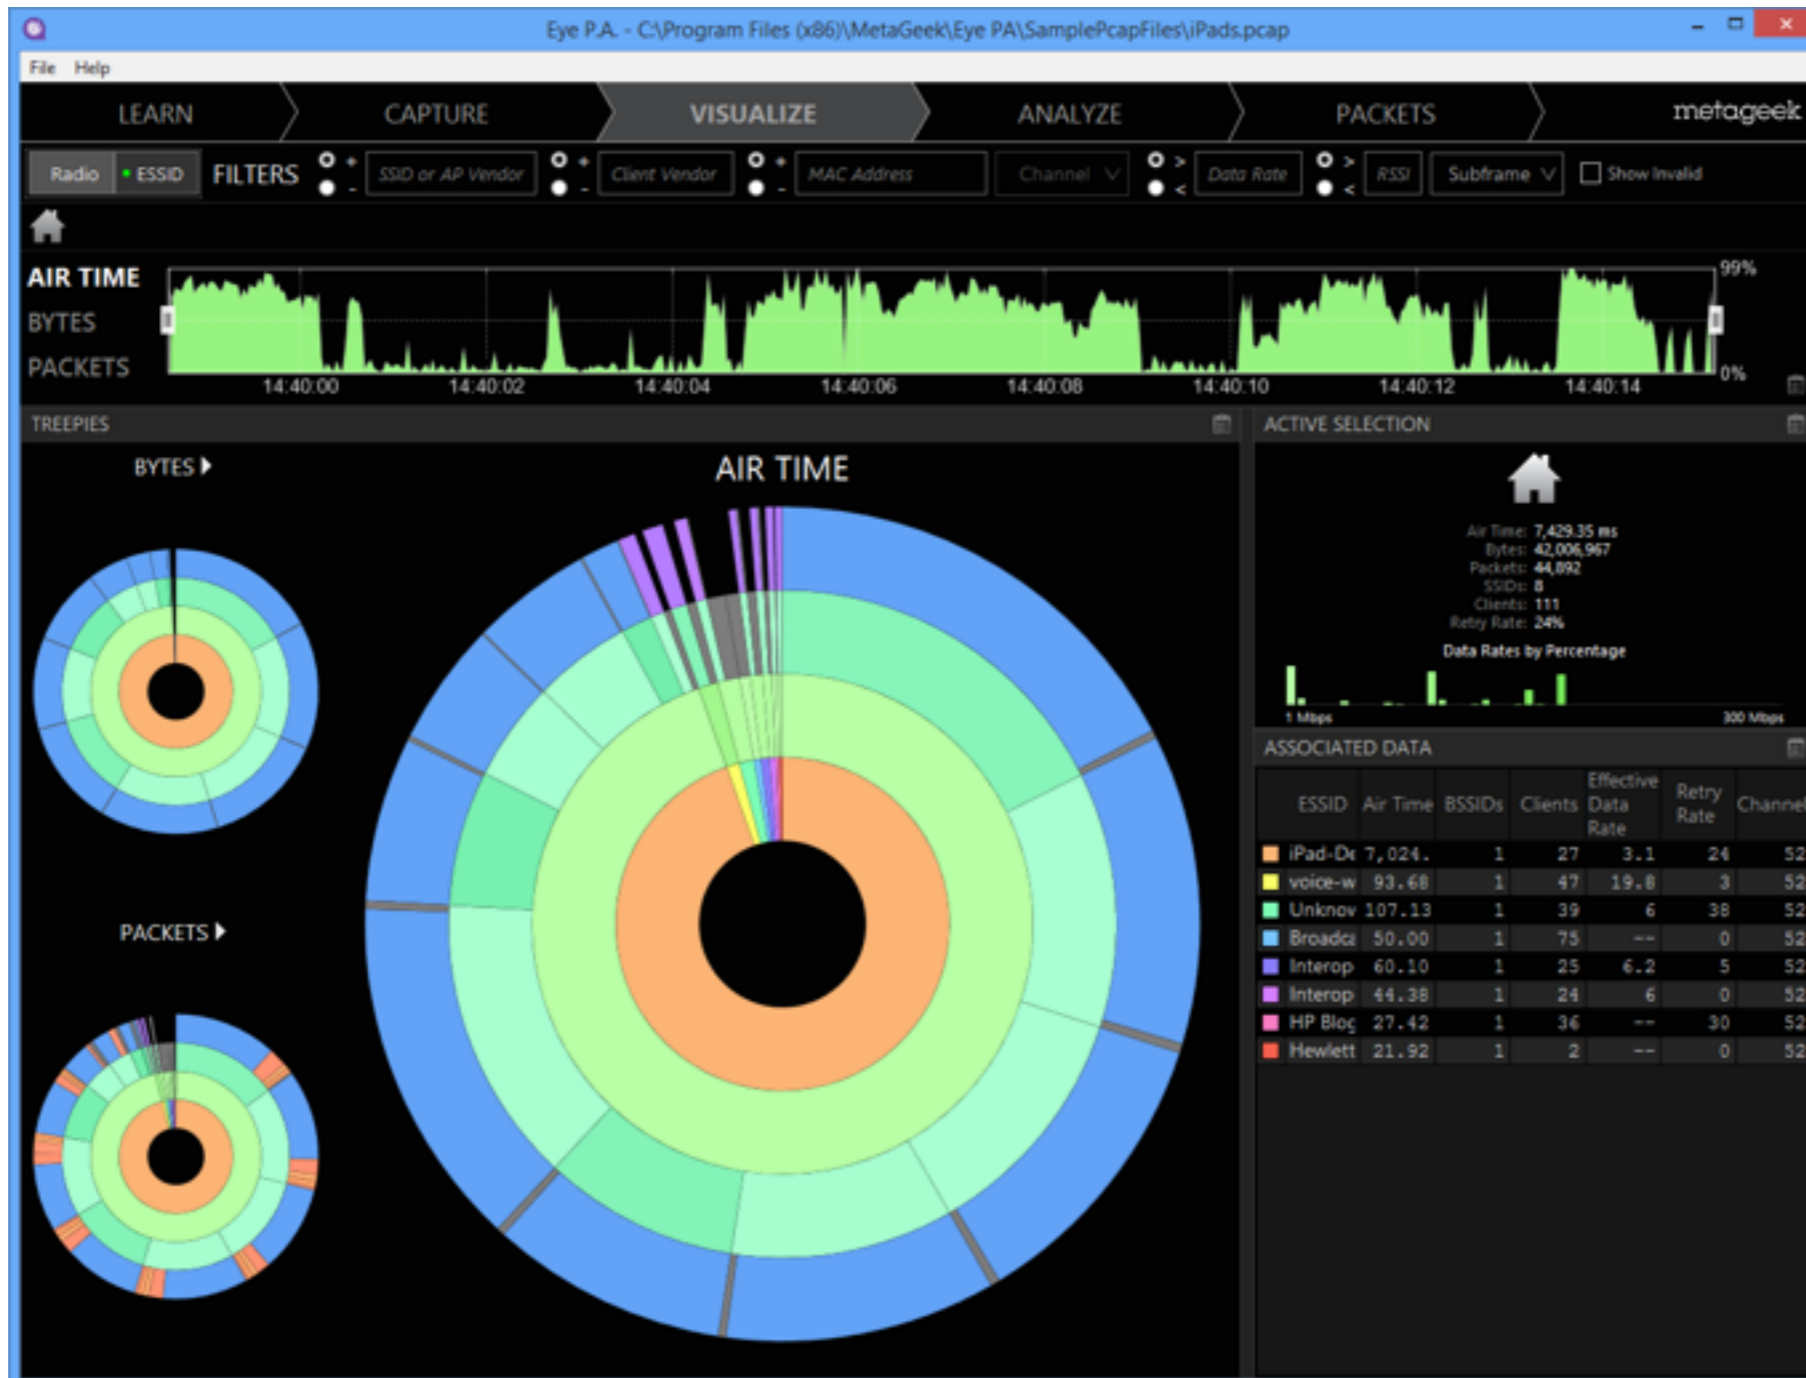 Eye P.A. - C:\Program Files (x86)\MetaGeek\Eye PA\SamplePcapFiles\iPads.pcap
File Help
LEARN CAPTURE VISUALIZE ANALYZE PACKETS metageek
Radio ESSID FILTERS + - SSID or AP Vendor + - Client Vendor + - MAC Address Channel > < Data Rate > < RSSI Subframe Show Invalid
AIR TIME
BYTES
PACKETS
99%
0%
14:40:00 14:40:02 14:40:04 14:40:06 14:40:08 14:40:10 14:40:12 14:40:14
TREEPIES
BYTES
AIR TIME
PACKETS
ACTIVE SELECTION
Air Time: 7,429.35 ms
Bytes: 42,006,967
Packets: 44,892
SSIDs: 8
Clients: 111
Retry Rate: 24%
Data Rates by Percentage
1 Mbps 300 Mbps
ASSOCIATED DATA
ESSID Air Time BSSIDs Clients Effective Data Rate Retry Rate Channel
iPad-De 7,024. 1 27 3.1 24 52
voice-w 93.68 1 47 19.8 3 52
Unknov 107.13 1 39 6 38 52
Broadca 50.00 1 75 -- 0 52
Interop 60.10 1 25 6.2 5 52
Interop 44.38 1 24 6 0 52
HP Bloc 27.42 1 36 -- 30 52
Hewlett 21.92 1 2 -- 0 52